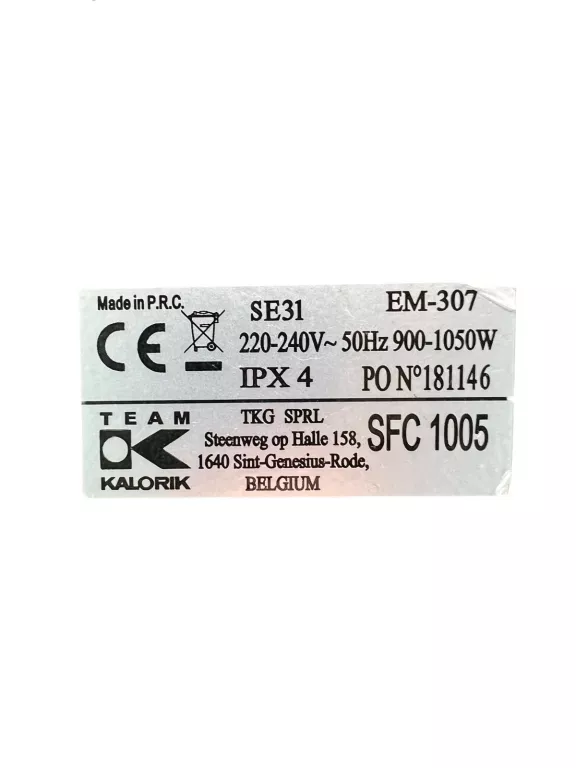 Made in P.R.C.
SE31
EM-307
CE
220-240V~ 50Hz 900-1050W
IPX 4
PO N°181146
TEAM
K
KALORIK
TKG SPRL
Steenweg op Halle 158,
1640 Sint-Genesius-Rode,
BELGIUM
SFC 1005